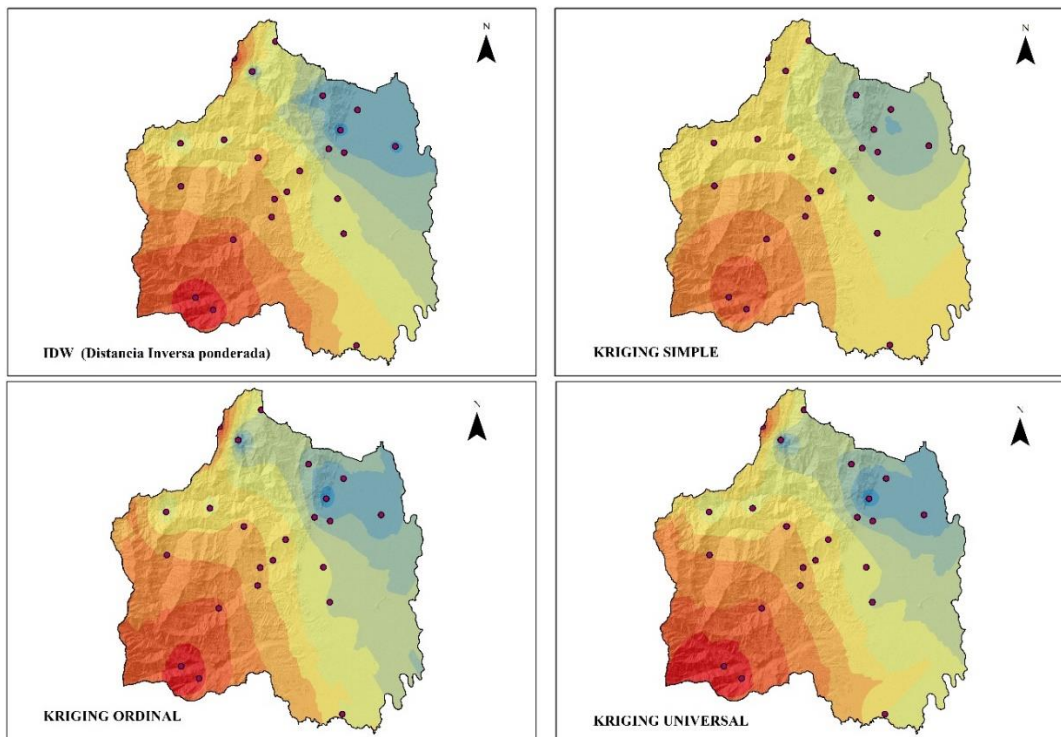 N
N
IDW (Distancia Inversa ponderada)
KRIGING SIMPLE
N
N
KRIGING ORDINAL
KRIGING UNIVERSAL